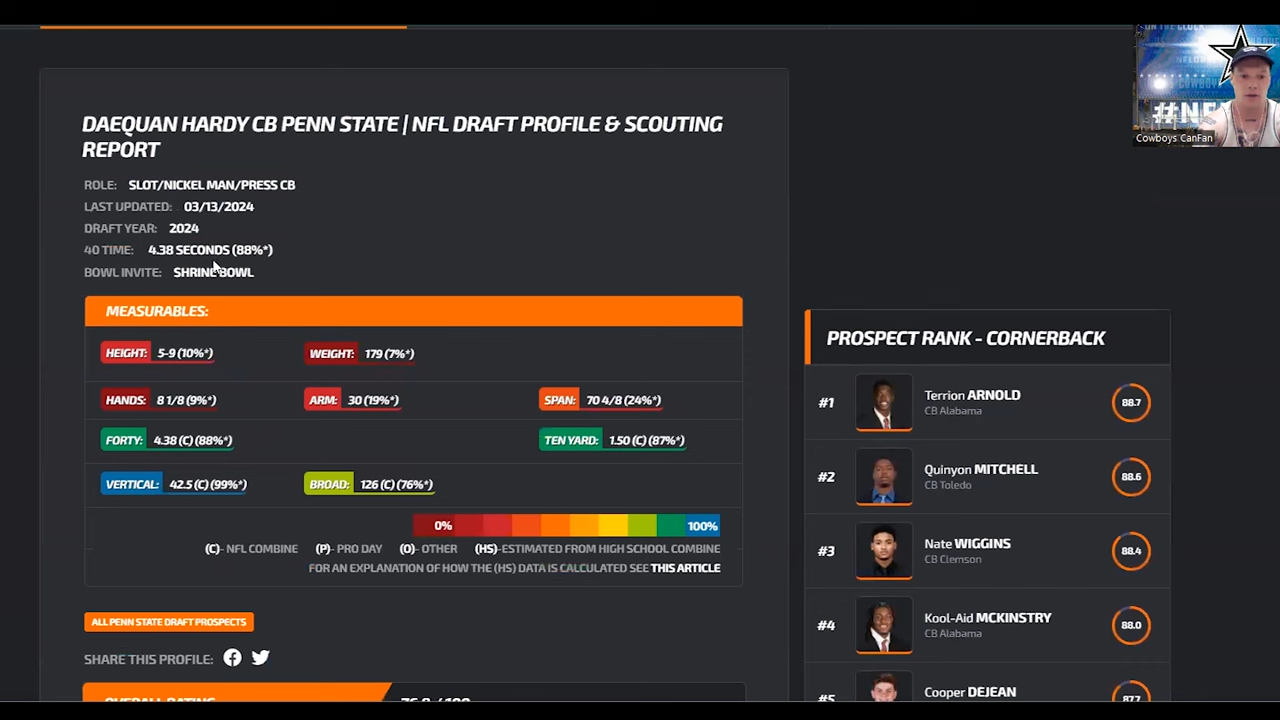 DAEQUAN HARDY CB PENN STATE | NFL DRAFT PROFILE & SCOUTING
REPORT
ROLE: SLOT/NICKEL MAN/PRESS CB
LAST UPDATED: 03/13/2024
DRAFT YEAR: 2024
40 TIME: 4.38 SECONDS (88%*)
BOWL INVITE: SHRINE BOWL
MEASURABLES:
HEIGHT: 5-9 (10%*) WEIGHT: 179 (7%*)
HANDS: 8 1/8 (9%*) ARM: 30 (19%*) SPAN: 70 4/8 (24%*)
FORTY: 4.38 (C) (88%*) TEN YARD: 1.50 (C) (87%*)
VERTICAL: 42.5 (C) (99%*) BROAD: 126 (C) (76%*)
0% 100%
(C)- NFL COMBINE (P)- PRO DAY (O)- OTHER (HS)-ESTIMATED FROM HIGH SCHOOL COMBINE
FOR AN EXPLANATION OF HOW THE (HS) DATA IS CALCULATED SEE THIS ARTICLE
ALL PENN STATE DRAFT PROSPECTS
SHARE THIS PROFILE:
OVERALL RATING
PROSPECT RANK - CORNERBACK
#1 Terrion ARNOLD 88.7
CB Alabama
#2 Quinyon MITCHELL 88.6
CB Toledo
#3 Nate WIGGINS 88.4
CB Clemson
#4 Kool-Aid MCKINSTRY 88.0
CB Alabama
#5 Cooper DEJEAN 87.7
#NF
Cowboys CanFan